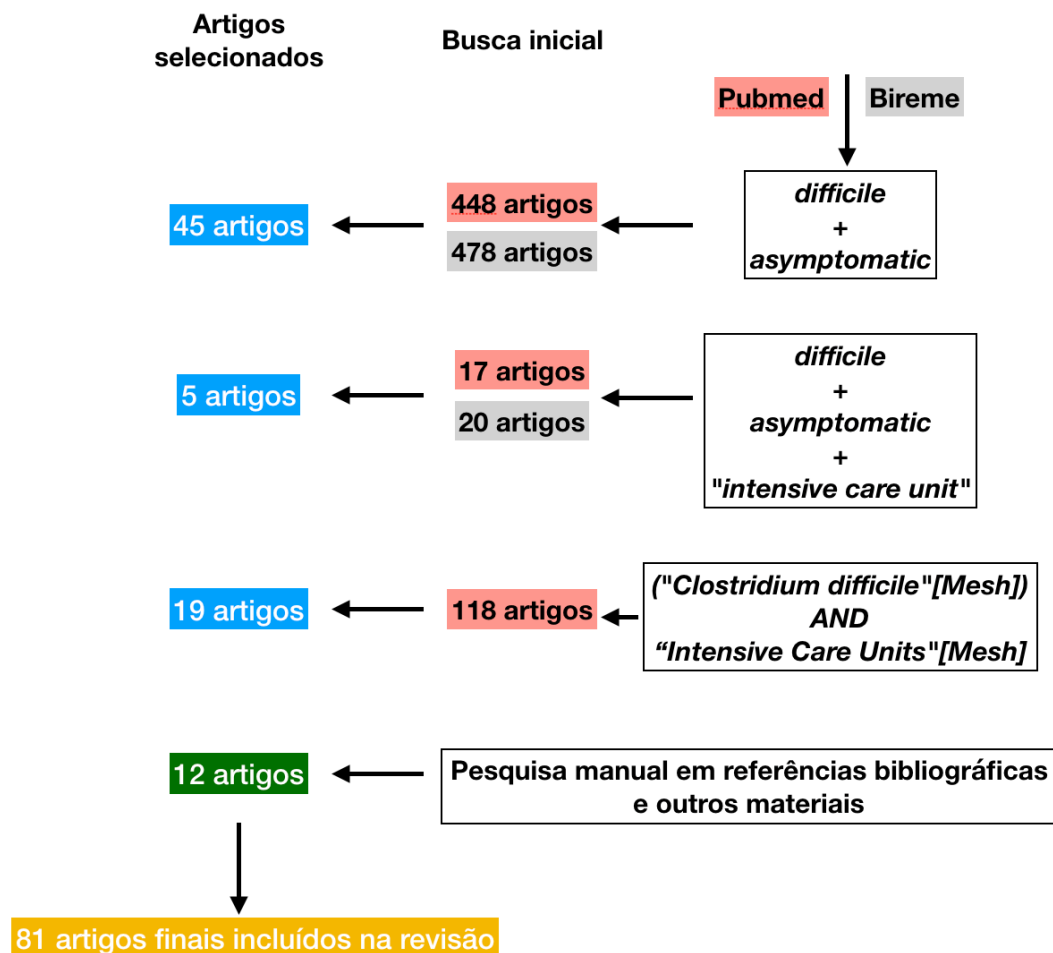 Artigos
selecionados
Busca inicial
Pubmed
Bireme
difficile
+
asymptomatic
448 artigos
478 artigos
45 artigos
difficile
+
asymptomatic
+
"intensive care unit"
17 artigos
20 artigos
5 artigos
("Clostridium difficile"[Mesh])
AND
“Intensive Care Units"[Mesh]
118 artigos
19 artigos
Pesquisa manual em referências bibliográficas
e outros materiais
12 artigos
81 artigos finais incluídos na revisão